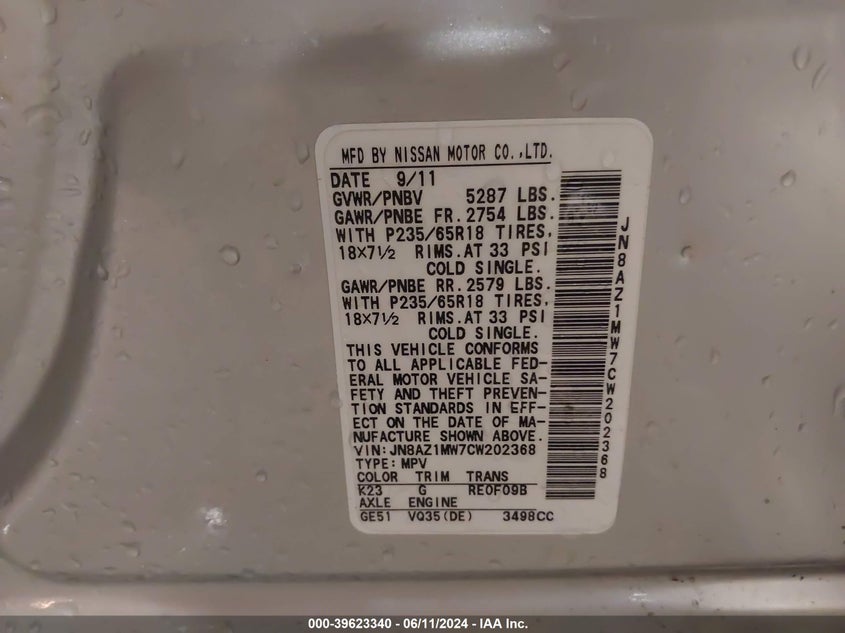 MFD BY NISSAN MOTOR CO.,LTD.
DATE 9/11
GVWR/PNBV 5287 LBS.
GAWR/PNBE FR.2754 LBS.
WITH P235/65R18 TIRES,
18×7½ RIMS.AT 33 PSI
COLD SINGLE.
GAWR/PNBE RR.2579 LBS.
WITH P235/65R18 TIRES,
18×7½ RIMS.AT 33 PSI
COLD SINGLE.
THIS VEHICLE CONFORMS
TO ALL APPLICABLE FED-
ERAL MOTOR VEHICLE SA-
FETY AND THEFT PREVEN-
TION STANDARDS IN EFF-
ECT ON THE DATE OF MA-
NUFACTURE SHOWN ABOVE.
VIN:JN8AZ1MW7CW202368
TYPE:MPV
COLOR TRIM TRANS
K23 G RE0F09B
AXLE ENGINE
GE51 VQ35(DE) 3498CC
JN8AZ1MW7CW202368
000-39623340 - 06/11/2024 - IAA Inc.